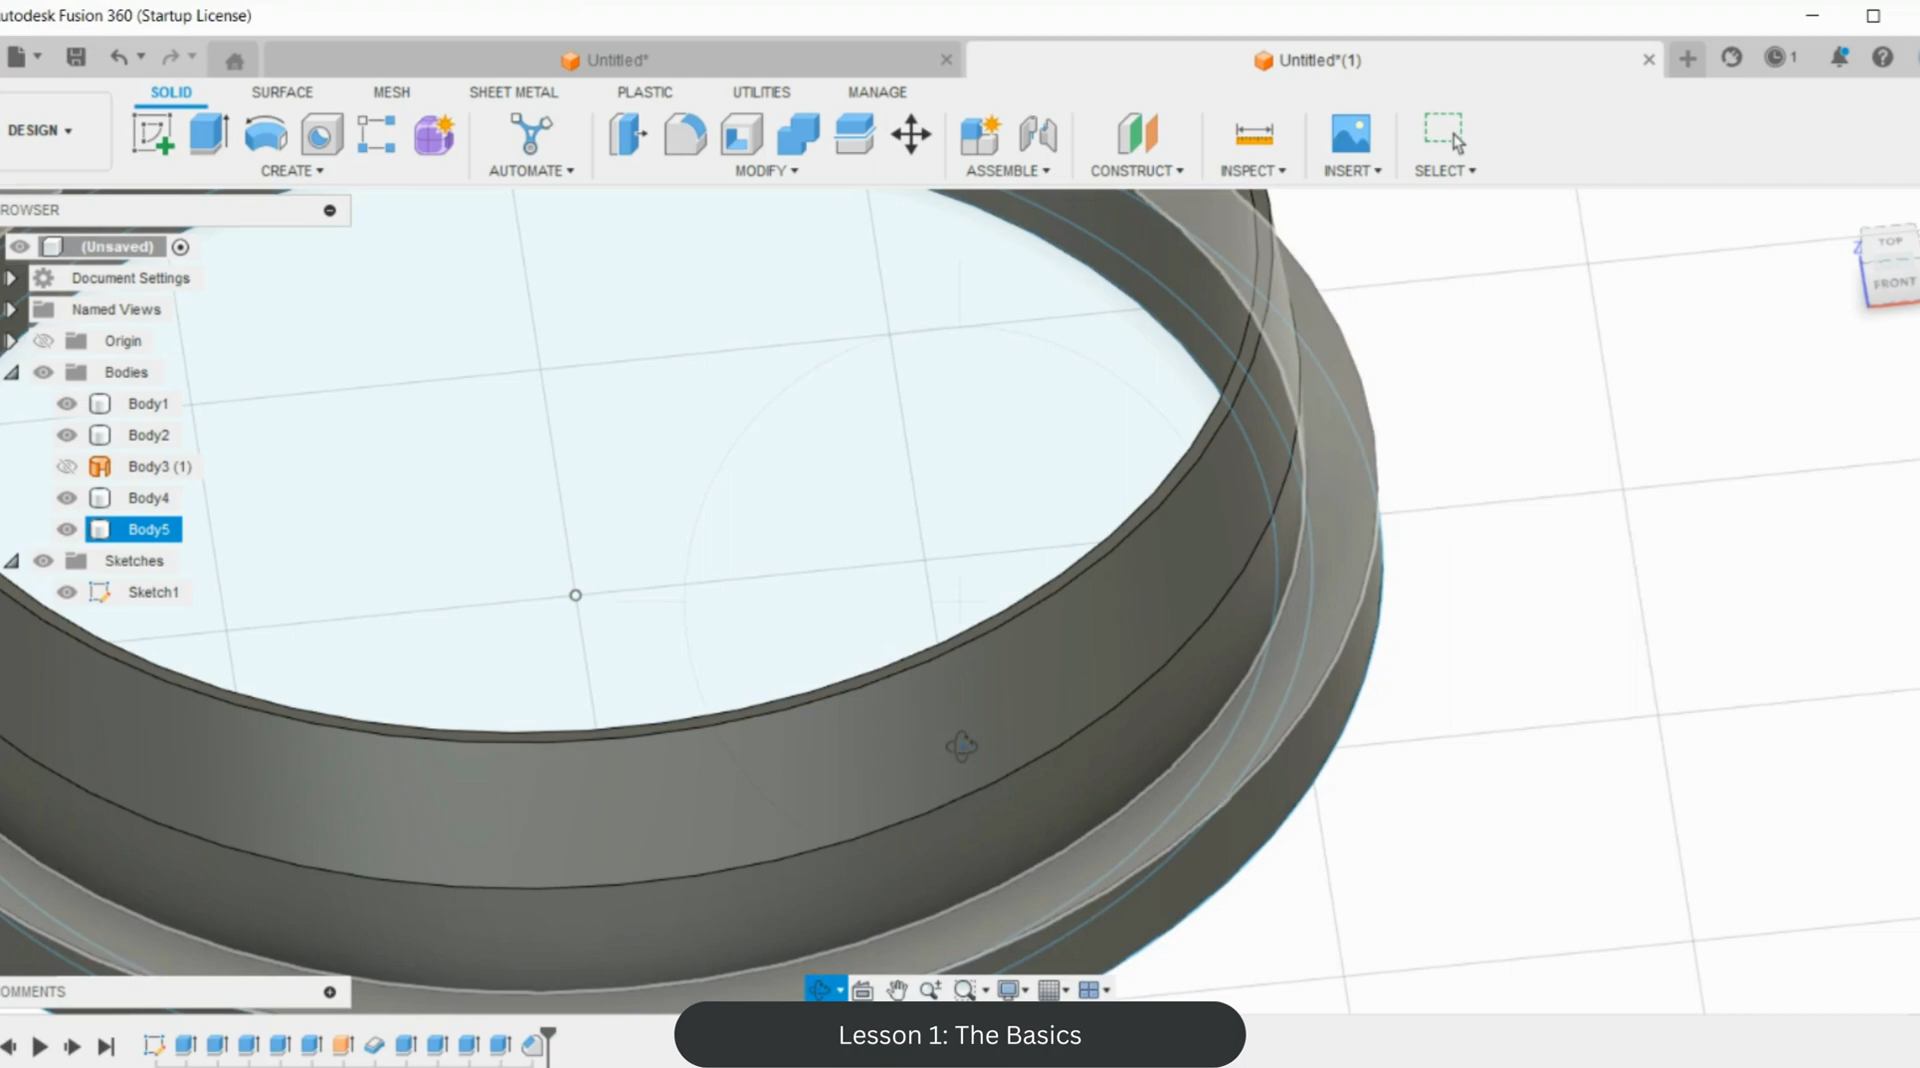 utodesk Fusion 360 (Startup License)
Untitled*
Untitled*(1)
1
SOLID
SURFACE
MESH
SHEET METAL
PLASTIC
UTILITIES
MANAGE
DESIGN
CREATE
AUTOMATE
MODIFY
ASSEMBLE
CONSTRUCT
INSPECT
INSERT
SELECT
ROWSER
(Unsaved)
Document Settings
Named Views
Origin
Bodies
Body1
Body2
Body3 (1)
Body4
Body5
Sketches
Sketch1
Z
TOP
FRONT
OMMENTS
Lesson 1: The Basics